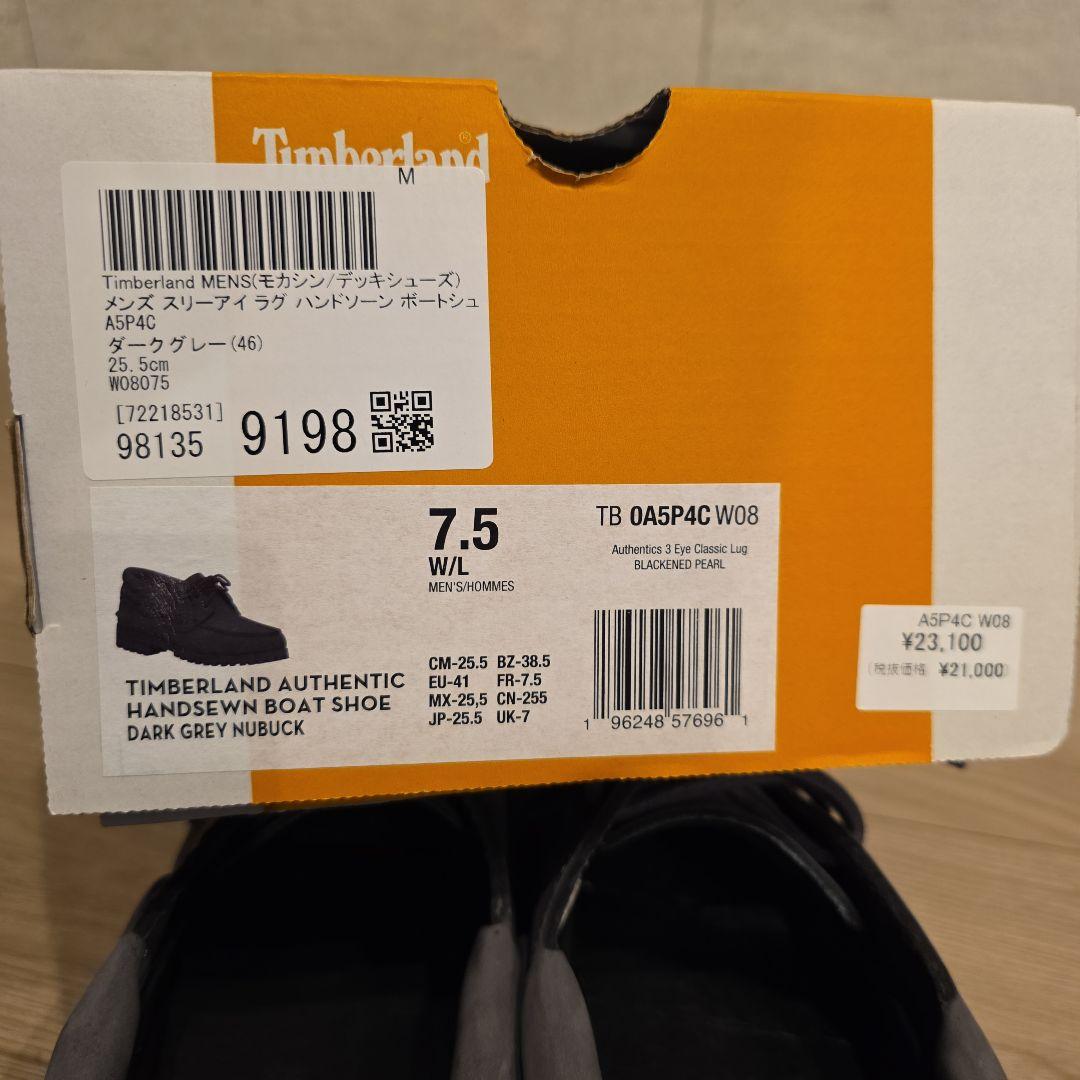 Timberland®
M
Timberland MENS(モカシン/デッキシューズ)
メンズ スリーアイ ラグ ハンドソーン ボートシュ
A5P4C
ダークグレー(46)
25.5cm
W08075
[72218531]
98135 9198
7.5
W/L
MEN'S/HOMMES
TB 0A5P4C W08
Authentics 3 Eye Classic Lug
BLACKENED PEARL
CM-25.5 BZ-38.5
EU-41 FR-7.5
MX-25,5 CN-255
JP-25.5 UK-7
TIMBERLAND AUTHENTIC
HANDSEWN BOAT SHOE
DARK GREY NUBUCK
1 96248 57696 1
A5P4C W08
¥23,100
(税抜価格 ¥21,000)